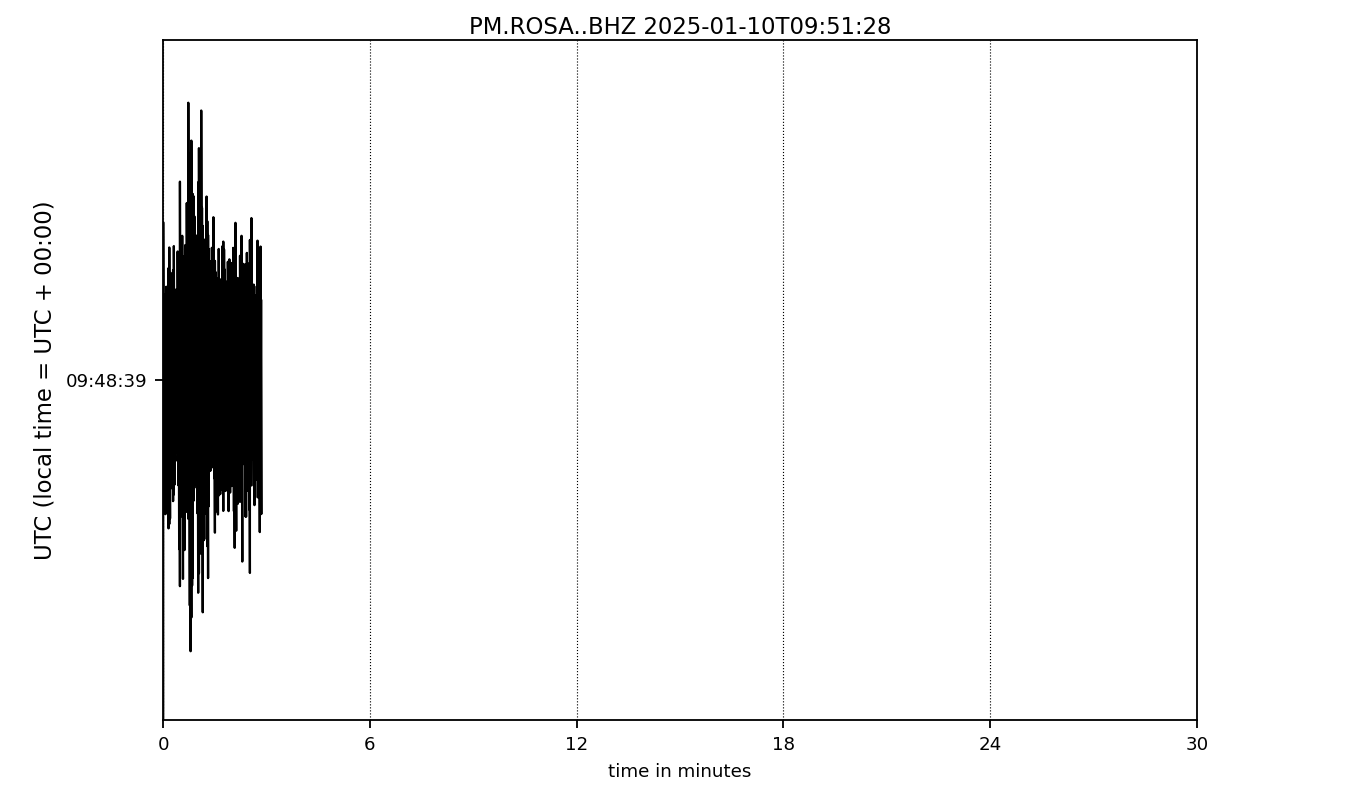 PM.ROSA..BHZ 2025-01-10T09:51:28
UTC (local time = UTC + 00:00)
09:48:39
0 6 12 18 24 30
time in minutes